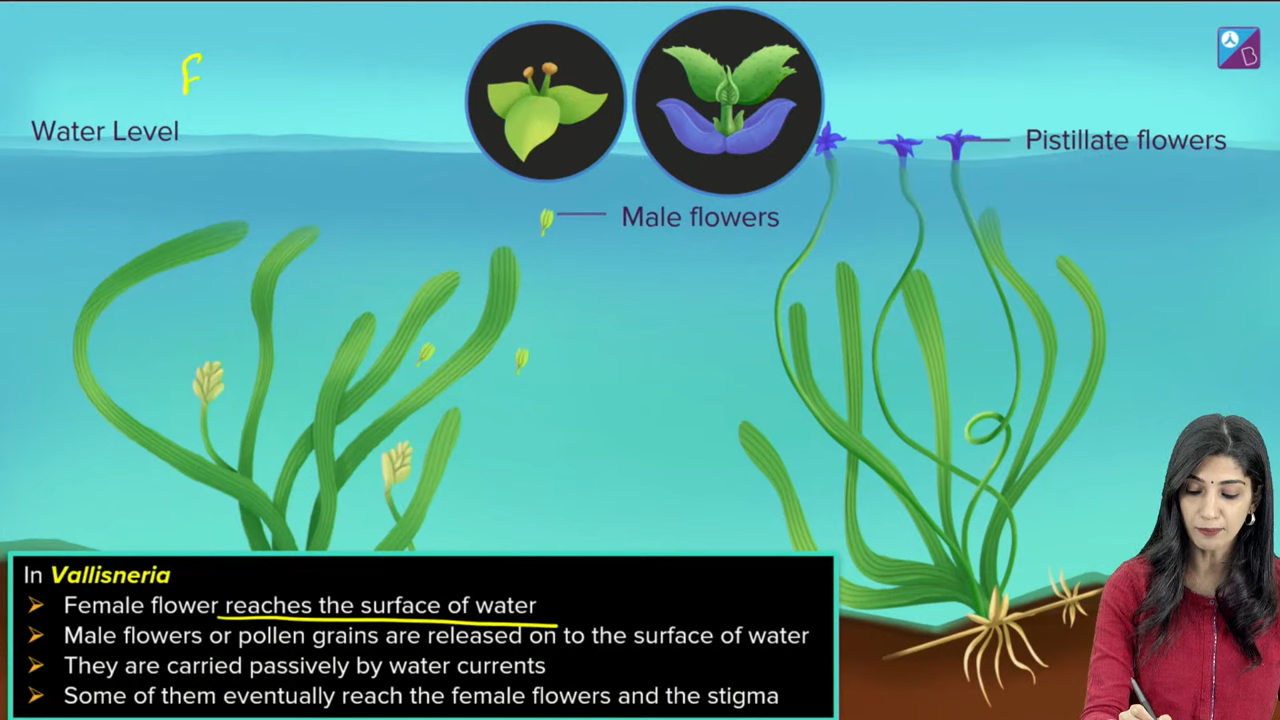 F
Water Level
Pistillate flowers
Male flowers
In Vallisneria
➤ Female flower reaches the surface of water
➤ Male flowers or pollen grains are released on to the surface of water
➤ They are carried passively by water currents
➤ Some of them eventually reach the female flowers and the stigma
B